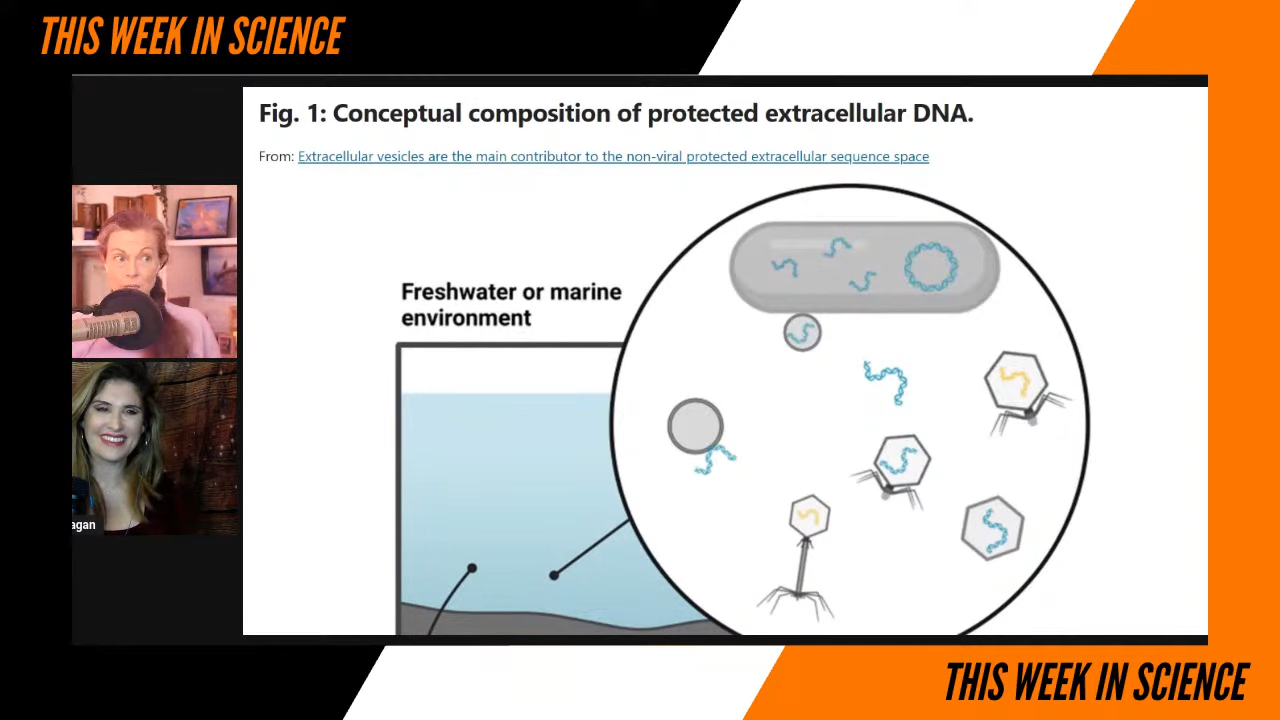 THIS WEEK IN SCIENCE
Fig. 1: Conceptual composition of protected extracellular DNA.
From: Extracellular vesicles are the main contributor to the non-viral protected extracellular sequence space
Freshwater or marine
environment
agan
THIS WEEK IN SCIENCE